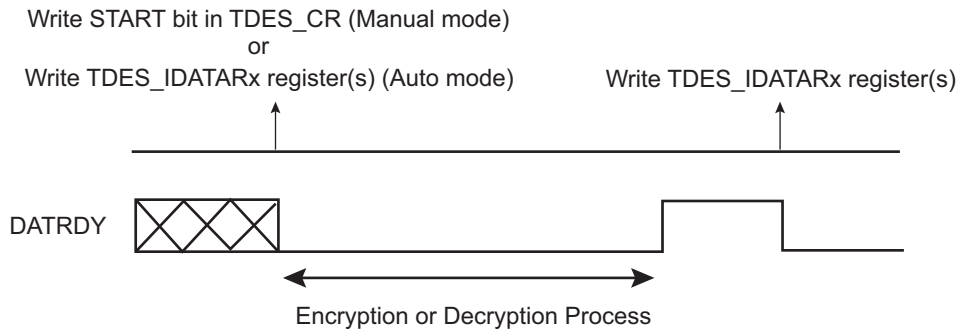 Write START bit in TDES_CR (Manual mode)
or
Write TDES_IDATARx register(s) (Auto mode)
Write TDES_IDATARx register(s)
DATRDY
Encryption or Decryption Process